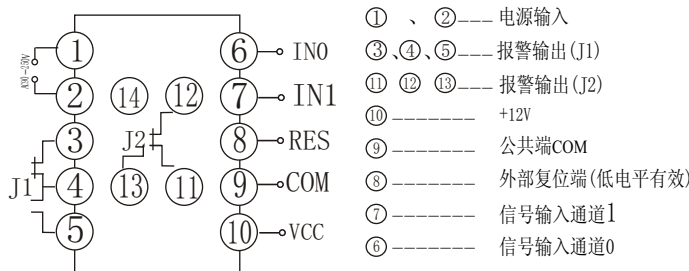 ① ⑥ IN0
A30-250V
② ⑭ ⑫ ⑦ IN1
③ J2 ⑧ RES
J1 ④ ⑬ ⑪ ⑨ COM
⑤ ⑩ VCC
① 、 ②--- 电源输入
③、④、⑤--- 报警输出(J1)
⑪ ⑫ ⑬--- 报警输出(J2)
⑩ ------- +12V
⑨ ------- 公共端COM
⑧ ------- 外部复位端(低电平有效)
⑦ ------- 信号输入通道1
⑥ ------- 信号输入通道0